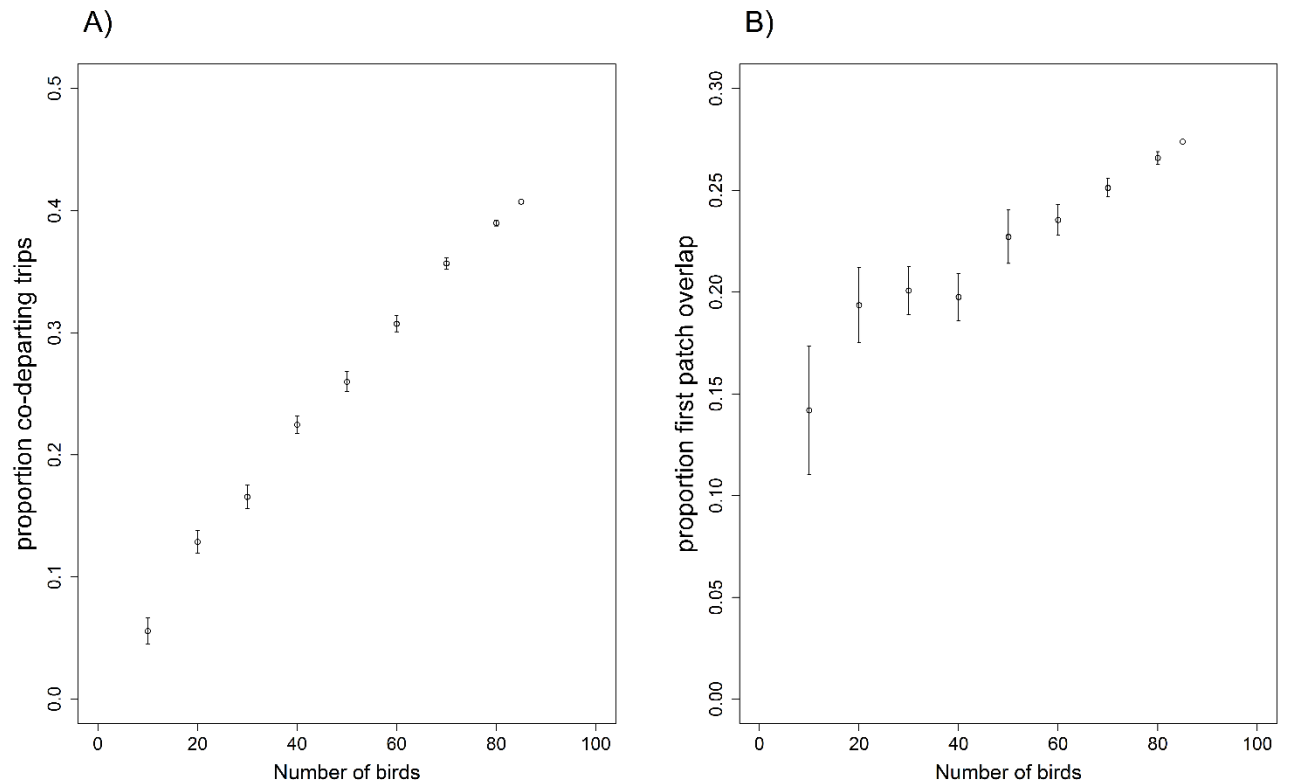 A)
0.5
0.4
0.3
0.2
0.1
0.0
proportion co-departing trips
0 20 40 60 80 100
Number of birds
B)
0.30
0.25
0.20
0.15
0.10
0.05
0.00
proportion first patch overlap
0 20 40 60 80 100
Number of birds